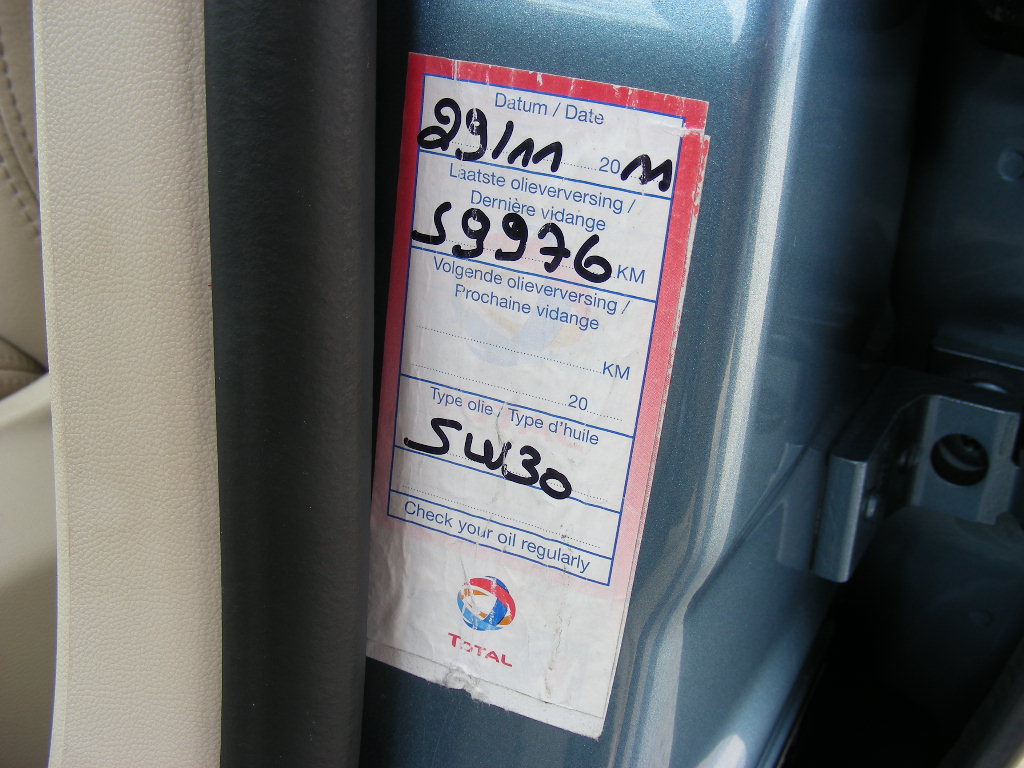 Datum / Date
29/11 20 11
Laatste olieverversing /
Dernière vidange
59976 KM
Volgende olieverversing /
Prochaine vidange
KM
20
Type olie / Type d'huile
5W30
Check your oil regularly
TOTAL